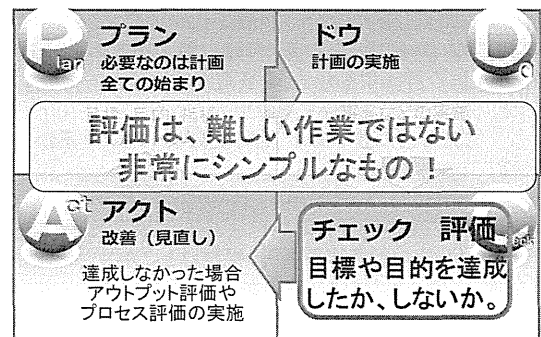 Plan
プラン
必要なのは計画
全ての始まり
ドウ
計画の実施
Do
評価は、難しい作業ではない
非常にシンプルなもの！
Act
アクト
改善（見直し）
達成しなかった場合
アウトプット評価や
プロセス評価の実施
チェック 評価
目標や目的を達成
したか、しないか。